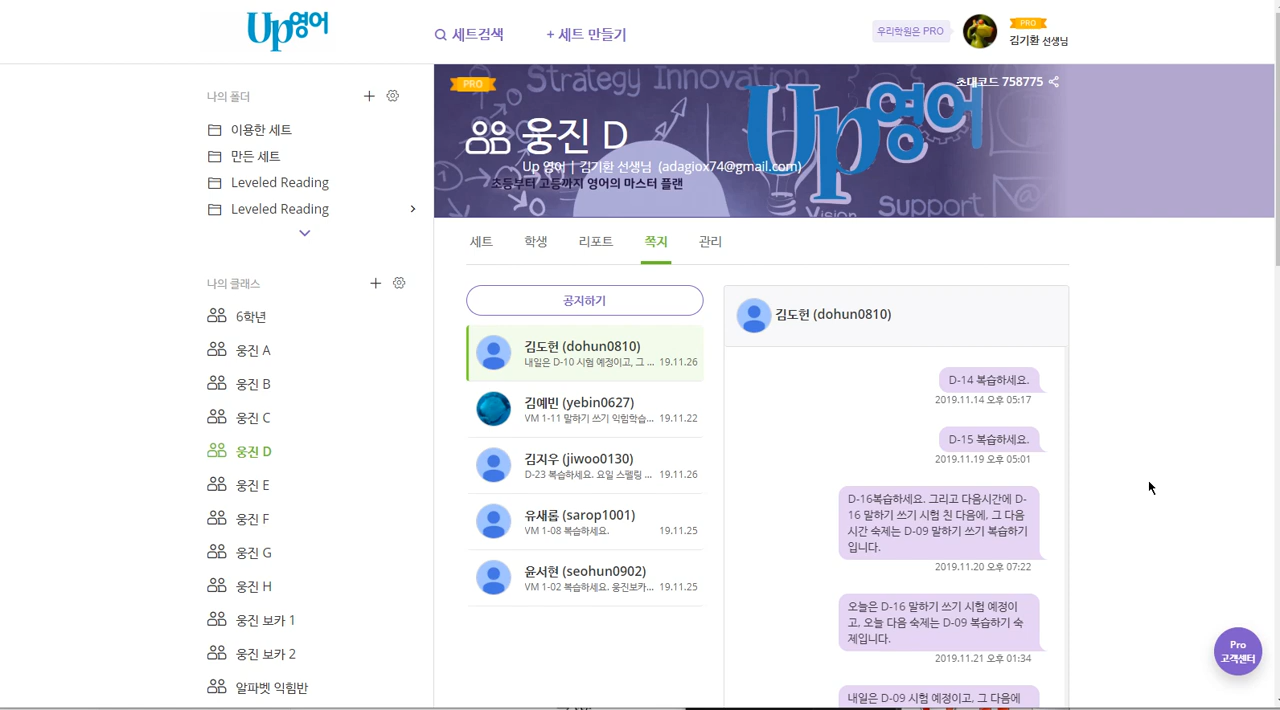 Up영어
세트검색
+ 세트 만들기
우리학원은 PRO
PRO
김기환 선생님
나의 폴더
이용한 세트
만든 세트
Leveled Reading
Leveled Reading
나의 클래스
6학년
웅진 A
웅진 B
웅진 C
웅진 D
웅진 E
웅진 F
웅진 G
웅진 H
웅진 보카 1
웅진 보카 2
알파벳 익힘반
PRO
Strategy Innovation
초대코드 758775
Up영어
웅진 D
Up 영어 | 김기환 선생님 (adagiox74@gmail.com)
초등부터 고등까지 영어의 마스터 플랜
Vision
Support
세트
학생
리포트
쪽지
관리
공지하기
김도현 (dohun0810)
내일은 D-10 시험 예정이고, 그 ... 19.11.26
김예빈 (yebin0627)
VM 1-11 말하기 쓰기 익힘학습... 19.11.22
김지우 (jiwoo0130)
D-23 복습하세요. 요일 스펠링 ... 19.11.26
유새롭 (sarop1001)
VM 1-08 복습하세요. 19.11.25
윤서현 (seohun0902)
VM 1-02 복습하세요. 웅진보카... 19.11.25
김도현 (dohun0810)
D-14 복습하세요.
2019.11.14 오후 05:17
D-15 복습하세요.
2019.11.19 오후 05:01
D-16복습하세요. 그리고 다음시간에 D-
16 말하기 쓰기 시험 친 다음에, 그 다음
시간 숙제는 D-09 말하기 쓰기 복습하기
입니다.
2019.11.20 오후 07:22
오늘은 D-16 말하기 쓰기 시험 예정이
고, 오늘 다음 숙제는 D-09 복습하기 숙
제입니다.
2019.11.21 오후 01:34
내일은 D-09 시험 예정이고, 그 다음에
Pro
고객센터